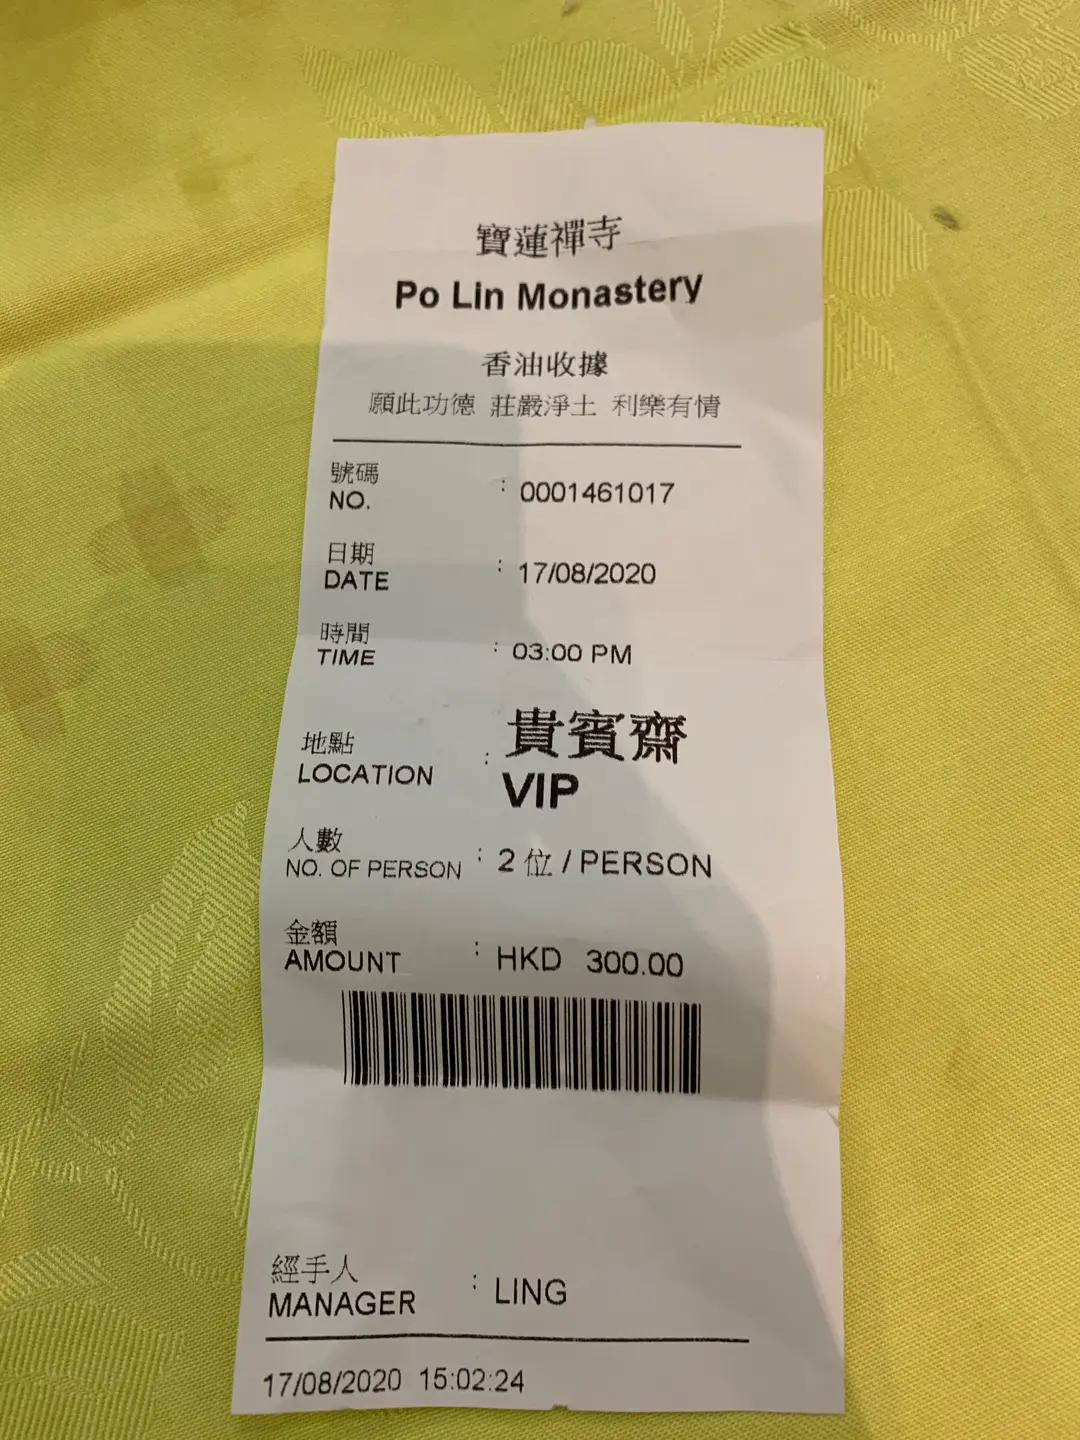 寶蓮禪寺
Po Lin Monastery
香油收據
願此功德 莊嚴淨土 利樂有情
號碼
NO. : 0001461017
日期
DATE : 17/08/2020
時間
TIME : 03:00 PM
地點 : 貴賓齋
LOCATION VIP
人數
NO. OF PERSON : 2 位 / PERSON
金額
AMOUNT : HKD 300.00
經手人
MANAGER : LING
17/08/2020 15:02:24